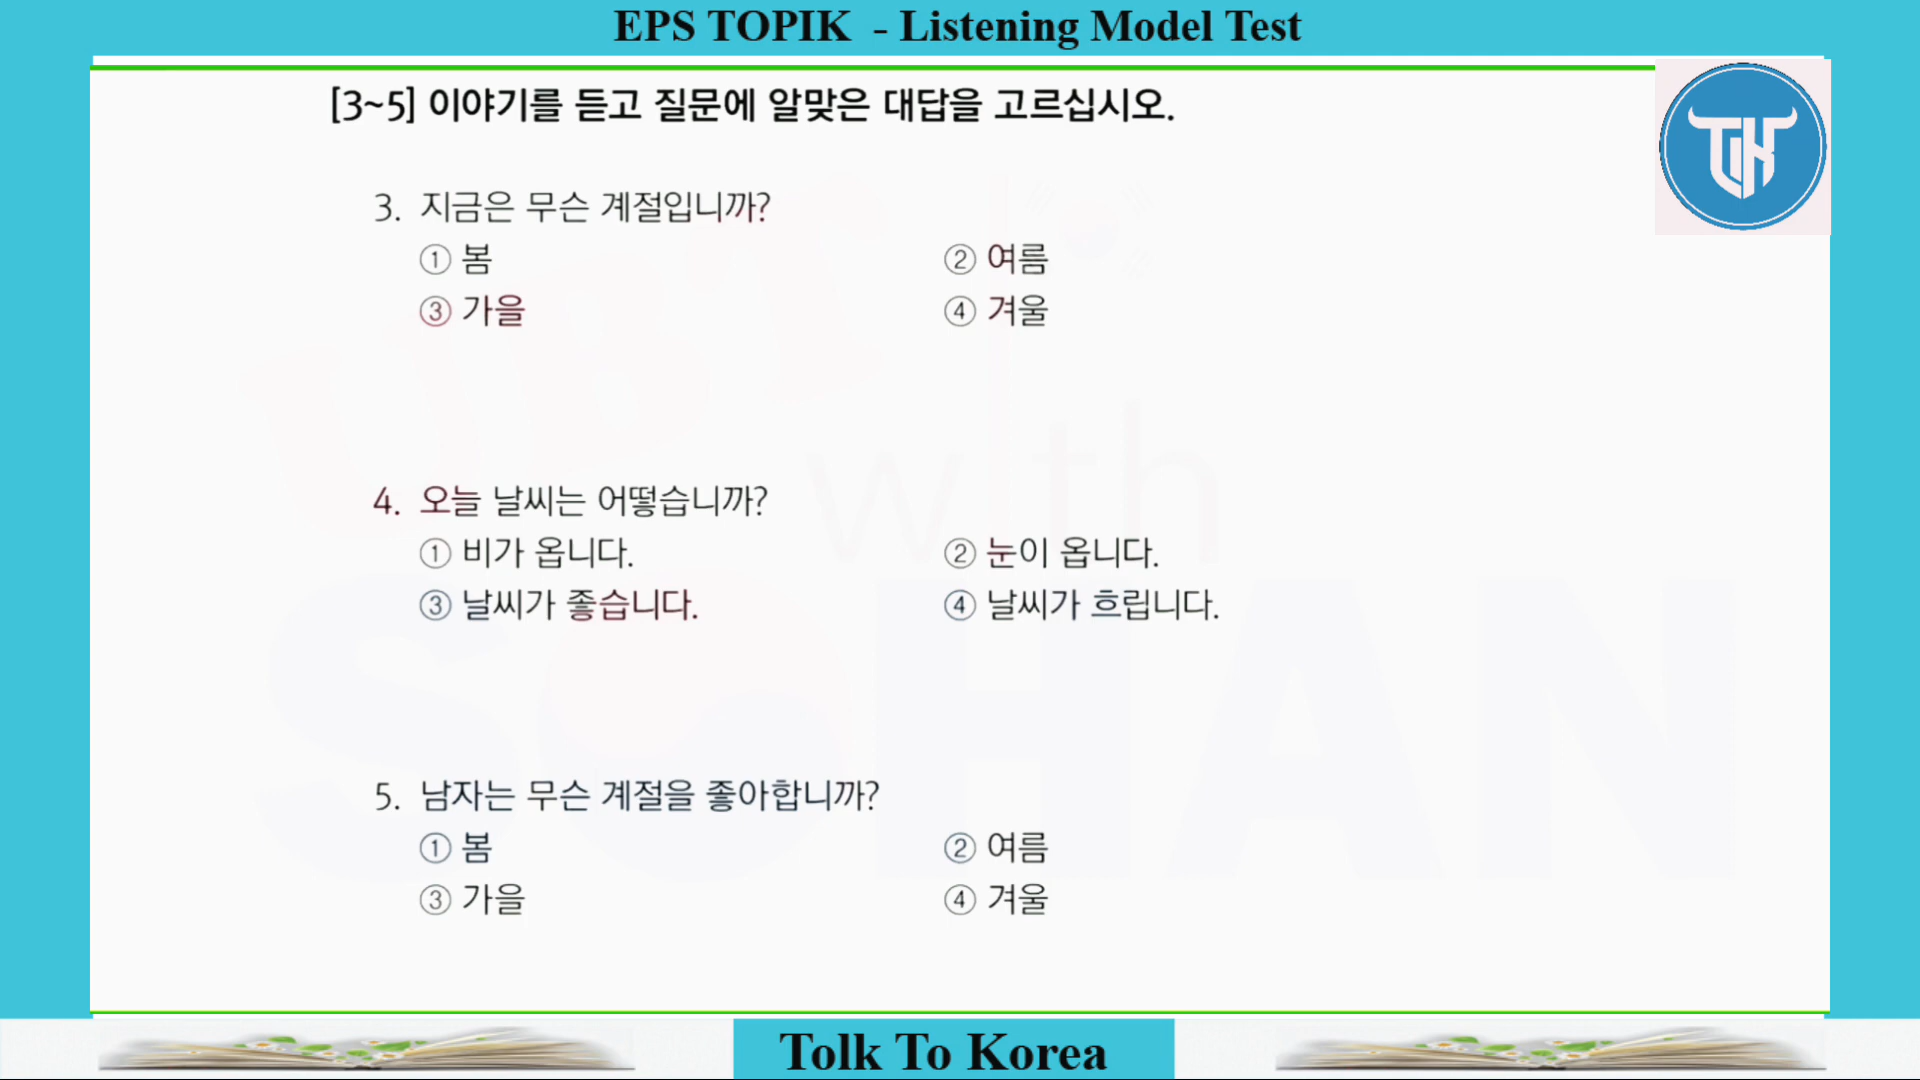 EPS TOPIK - Listening Model Test
[3~5] 이야기를 듣고 질문에 알맞은 대답을 고르십시오.
3. 지금은 무슨 계절입니까?
① 봄 ② 여름
③ 가을 ④ 겨울
with
4. 오늘 날씨는 어떻습니까?
① 비가 옵니다. ② 눈이 옵니다.
③ 날씨가 좋습니다. ④ 날씨가 흐립니다.
SOHAN
5. 남자는 무슨 계절을 좋아합니까?
① 봄 ② 여름
③ 가을 ④ 겨울
Tolk To Korea